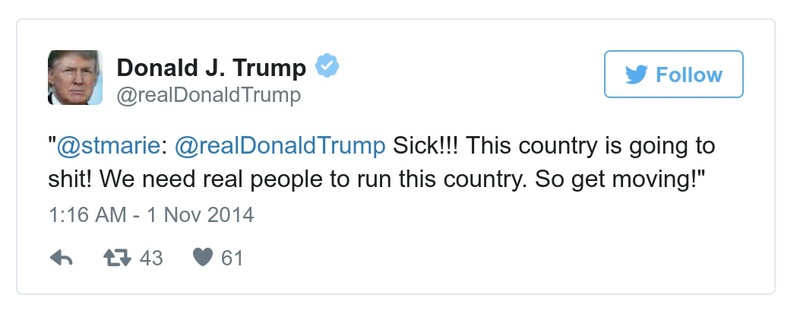 Donald J. Trump
@realDonaldTrump
Follow
"@stmarie: @realDonaldTrump Sick!!! This country is going to
shit! We need real people to run this country. So get moving!"
1:16 AM - 1 Nov 2014
43 61